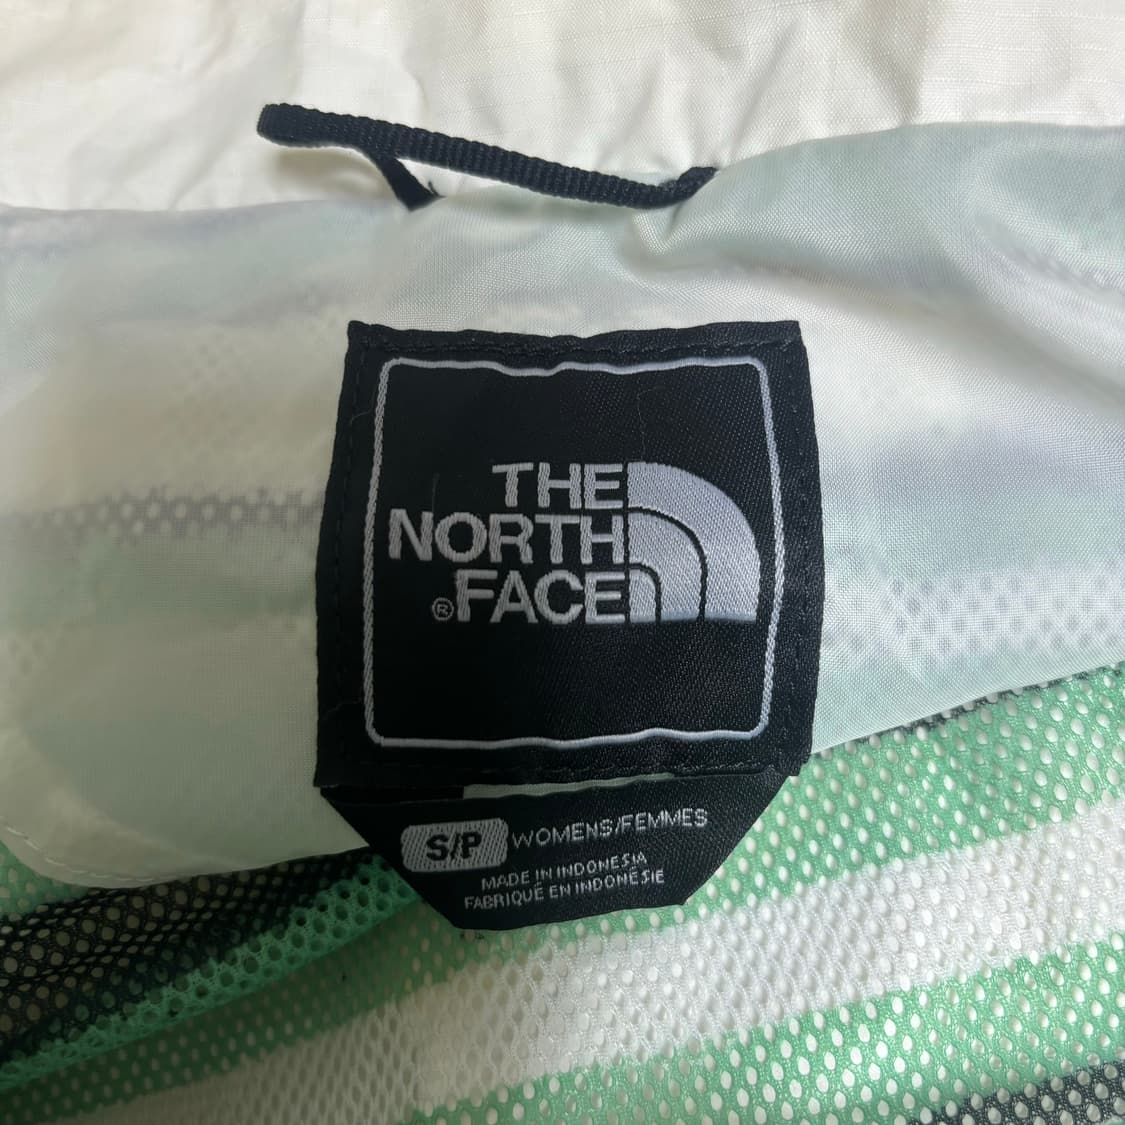 THE
NORTH
®FACE
S/P WOMENS/FEMMES
MADE IN INDONESIA
FABRIQUÉ EN INDONÉSIE